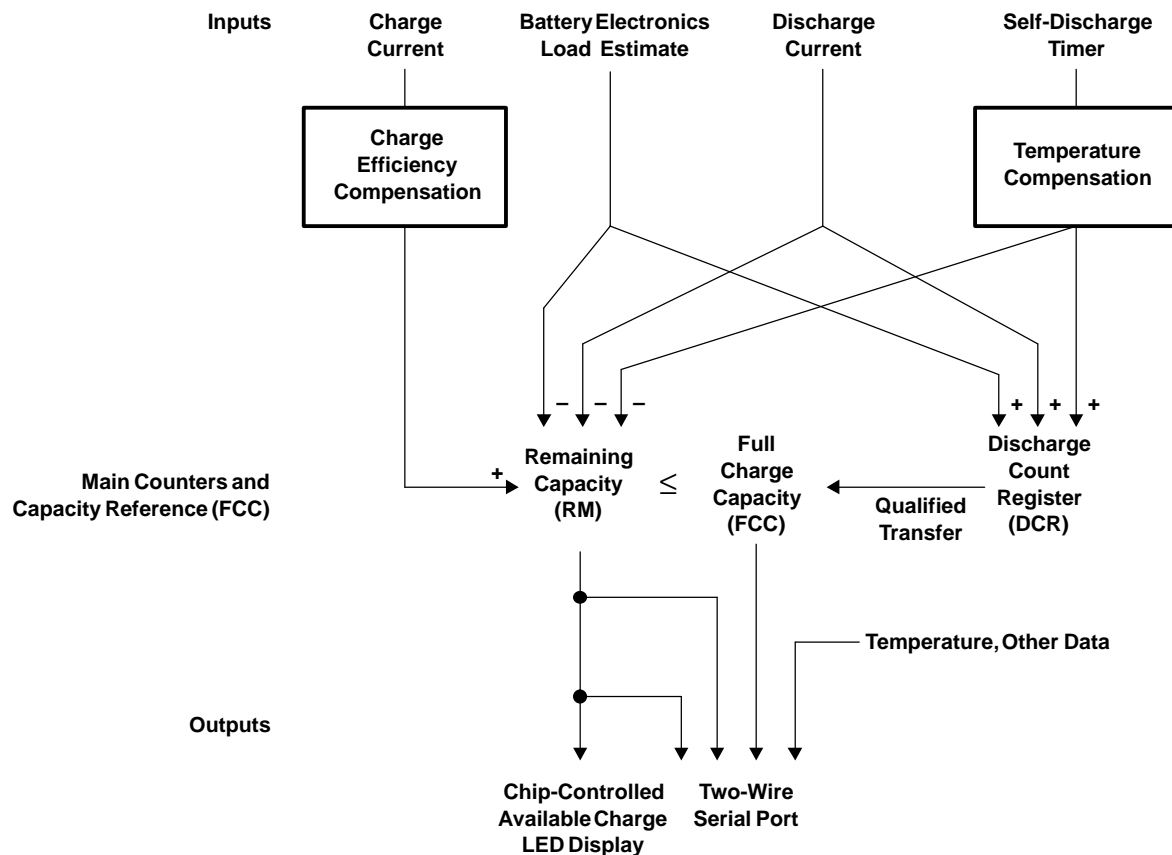 Inputs
Charge
Current
Battery Electronics
Load Estimate
Discharge
Current
Self-Discharge
Timer
Charge
Efficiency
Compensation
Temperature
Compensation
– – –
+ + +
Main Counters and
Capacity Reference (FCC)
+
Remaining
Capacity
(RM)
≤
Full
Charge
Capacity
(FCC)
Qualified
Transfer
Discharge
Count
Register
(DCR)
Temperature, Other Data
Outputs
Chip-Controlled
Available Charge
LED Display
Two-Wire
Serial Port